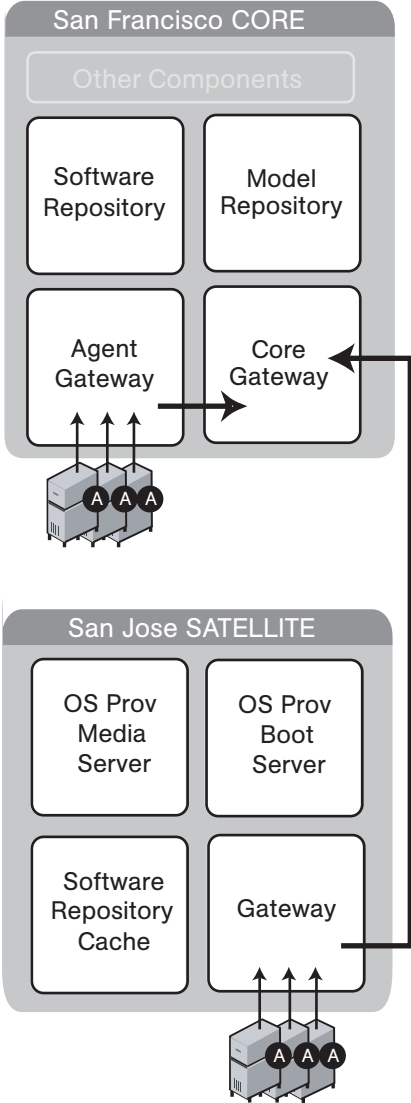 San Francisco CORE
Other Components
Software
Repository
Model
Repository
Agent
Gateway
Core
Gateway
A A A
San Jose SATELLITE
OS Prov
Media
Server
OS Prov
Boot
Server
Software
Repository
Cache
Gateway
A A A